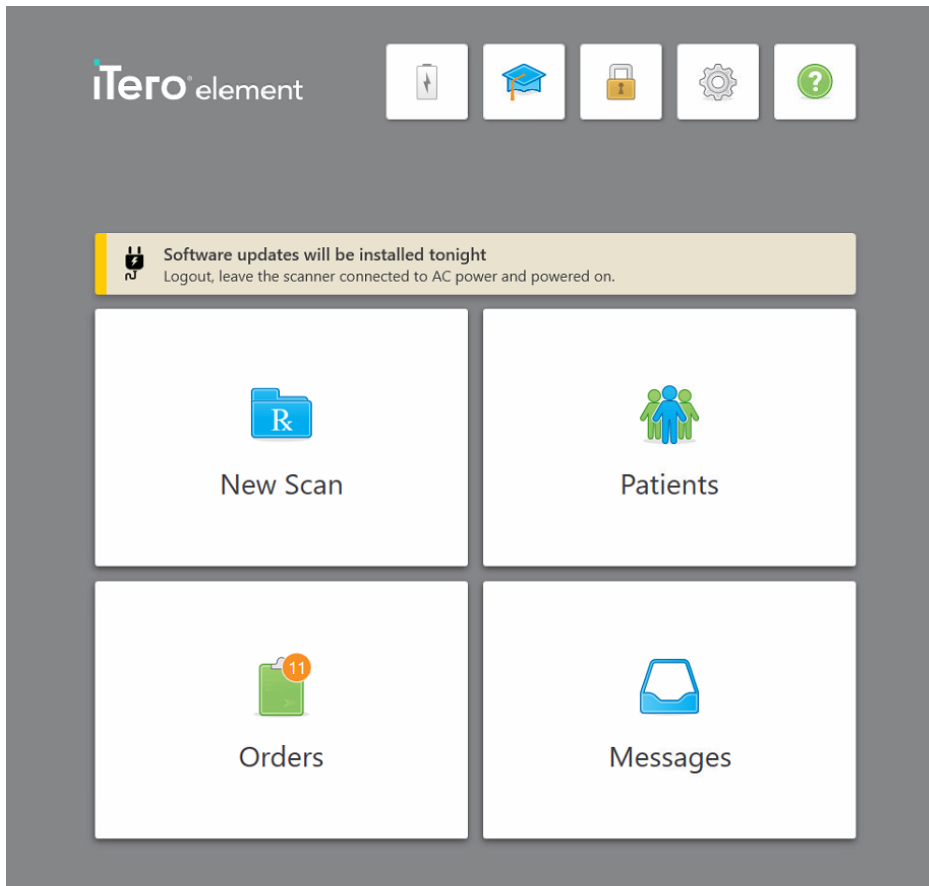 iTero® element
?
Software updates will be installed tonight
Logout, leave the scanner connected to AC power and powered on.
Rx
New Scan
Patients
11
Orders
Messages